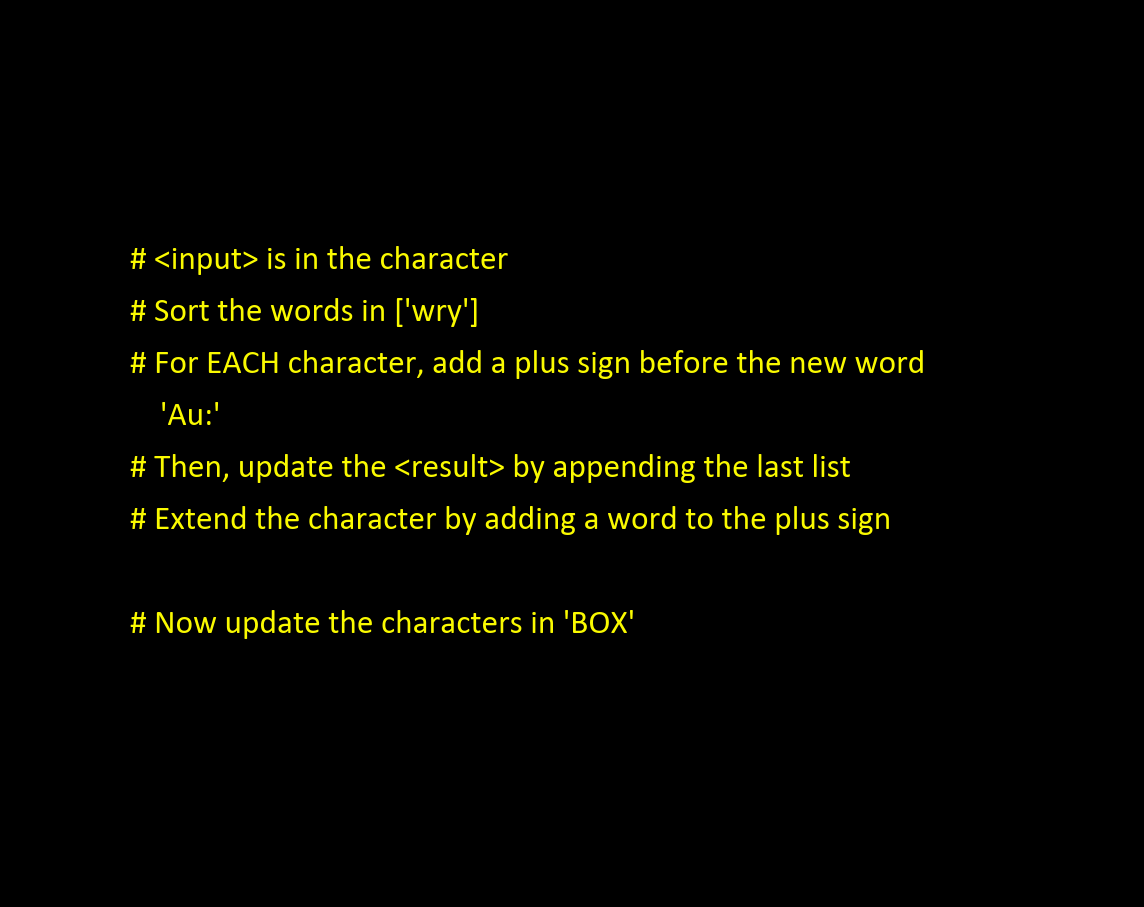 # <input> is in the character
# Sort the words in ['wry']
# For EACH character, add a plus sign before the new word
'Au:'
# Then, update the <result> by appending the last list
# Extend the character by adding a word to the plus sign
# Now update the characters in 'BOX'